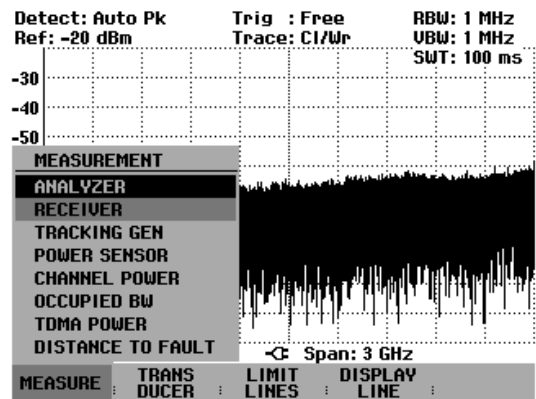 Detect: Auto Pk Trig : Free RBW: 1 MHz
Ref: -20 dBm Trace: Cl/Wr VBW: 1 MHz
SWT: 100 ms
-30
-40
-50
MEASUREMENT
ANALYZER
RECEIVER
TRACKING GEN
POWER SENSOR
CHANNEL POWER
OCCUPIED BW
TDMA POWER
DISTANCE TO FAULT
Span: 3 GHz
MEASURE TRANS DUCER LIMIT LINES DISPLAY LINE